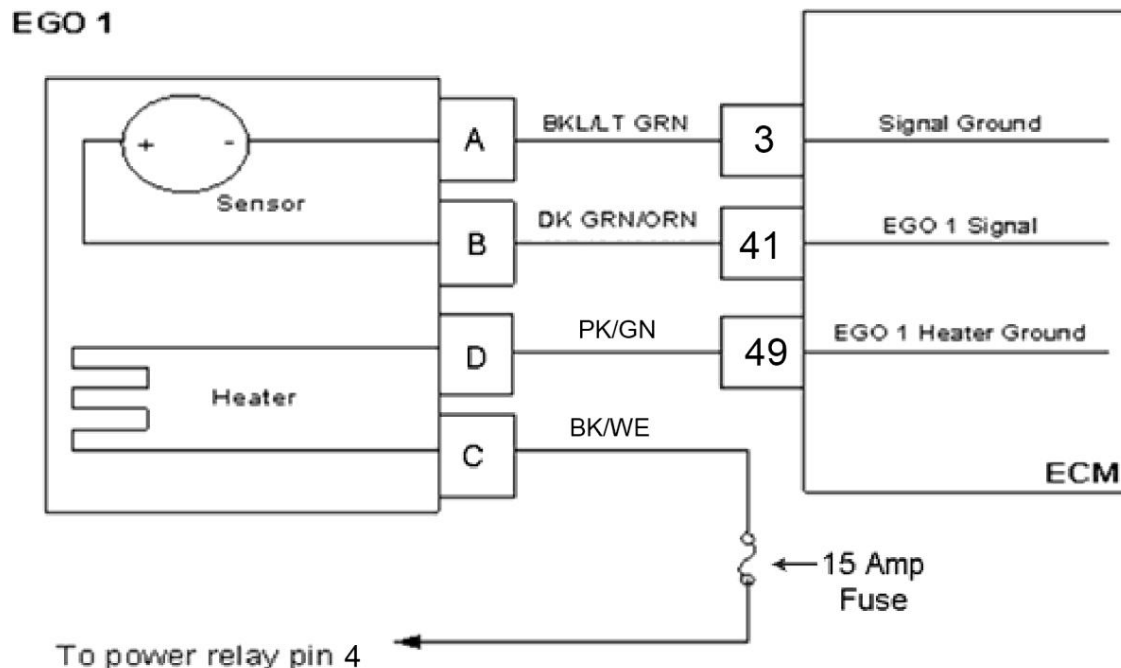 EGO 1
A
BKL/LT GRN
3
Signal Ground
+ -
Sensor
B
DK GRN/ORN
41
EGO 1 Signal
D
PK/GN
49
EGO 1 Heater Ground
Heater
C
BK/WE
ECM
15 Amp
Fuse
To power relay pin 4